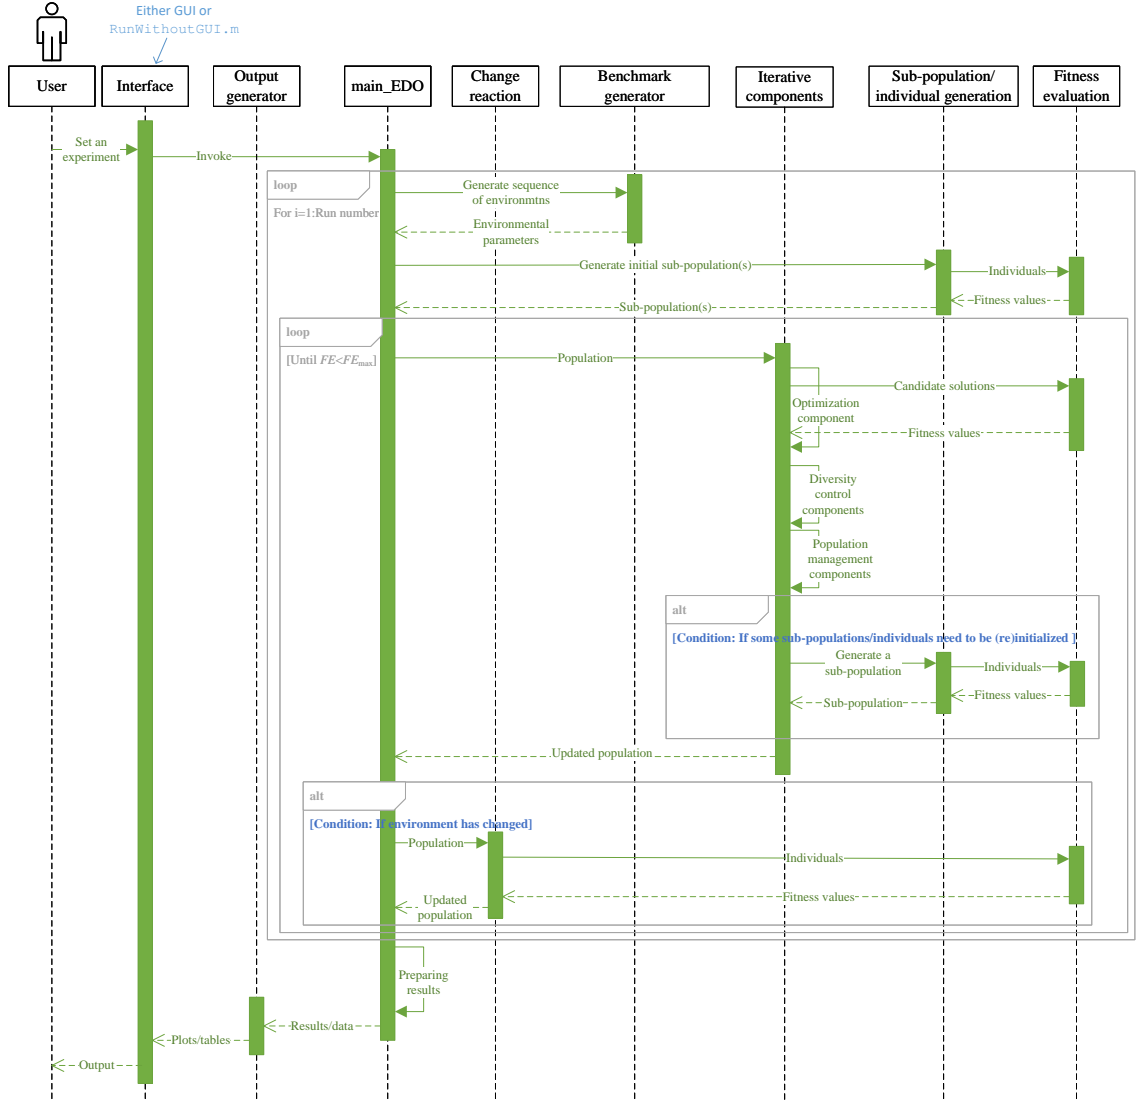 Either GUI or
RunWithoutGUI.m
User
Interface
Output
generator
main_EDO
Change
reaction
Benchmark
generator
Iterative
components
Sub-population/
individual generation
Fitness
evaluation
Set an
experiment
Invoke
loop
For i=1:Run number
Generate sequence
of environmtns
Environmental
parameters
Generate initial sub-population(s)
Individuals
Fitness values
Sub-population(s)
loop
[Until FE<FEmax]
Population
Candidate solutions
Optimization
component
Fitness values
Diversity
control
components
Population
management
components
alt
[Condition: If some sub-populations/individuals need to be (re)initialized ]
Generate a
sub-population
Individuals
Fitness values
Sub-population
Updated population
alt
[Condition: If environment has changed]
Population
Individuals
Fitness values
Updated
population
Preparing
results
Results/data
Plots/tables
Output